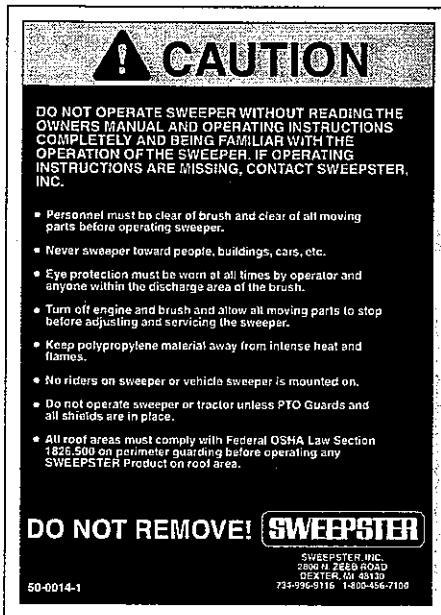 CAUTION
DO NOT OPERATE SWEEPER WITHOUT READING THE
OWNERS MANUAL AND OPERATING INSTRUCTIONS
COMPLETELY AND BEING FAMILIAR WITH THE
OPERATION OF THE SWEEPER. IF OPERATING
INSTRUCTIONS ARE MISSING, CONTACT SWEEPSTER,
INC.
• Personnel must be clear of brush and clear of all moving
parts before operating sweeper.
• Never sweeper toward people, buildings, cars, etc.
• Eye protection must be worn at all times by operator and
anyone within the discharge area of the brush.
• Turn off engine and brush and allow all moving parts to stop
before adjusting and servicing the sweeper.
• Keep polypropylene material away from intense heat and
flames.
• No riders on sweeper or vehicle sweeper is mounted on.
• Do not operate sweeper or tractor unless PTO Guards and
all shields are in place.
• All roof areas must comply with Federal OSHA Law Section
1826.500 on perimeter guarding before operating any
SWEEPSTER Product on roof area.
DO NOT REMOVE! SWEEPSTER
SWEEPSTER, INC.
2800 N. ZEEB ROAD
DEXTER, MI 48130
734-996-9116 1-800-456-7100
50-0014-1